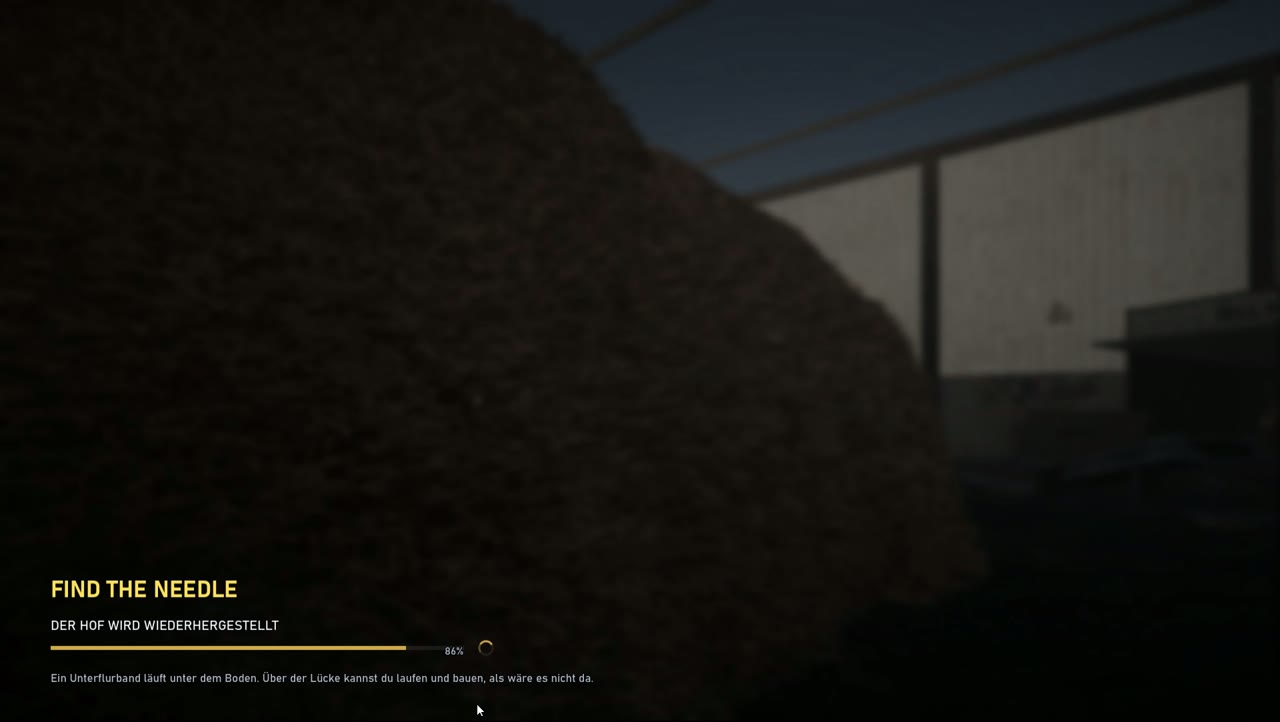 FIND THE NEEDLE
DER HOF WIRD WIEDERHERGESTELLT
86%
Ein Unterflurband läuft unter dem Boden. Über der Lücke kannst du laufen und bauen, als wäre es nicht da.